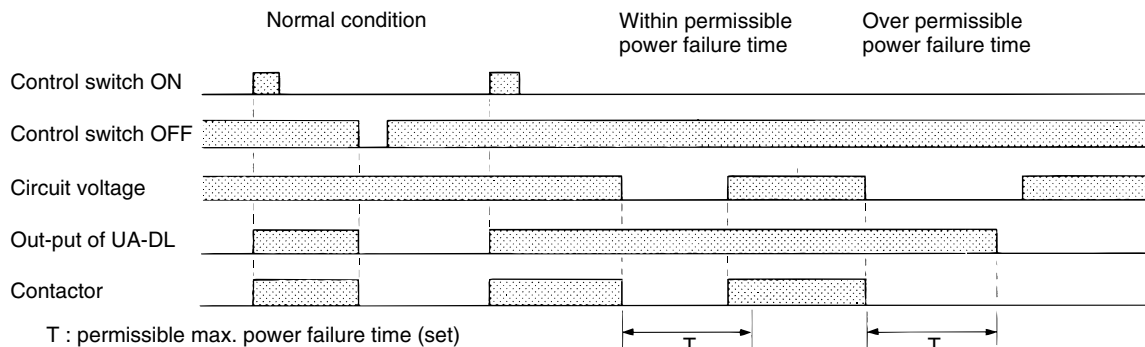 Normal condition
Within permissible
power failure time
Over permissible
power failure time
Control switch ON
Control switch OFF
Circuit voltage
Out-put of UA-DL
Contactor
T : permissible max. power failure time (set)
T
T